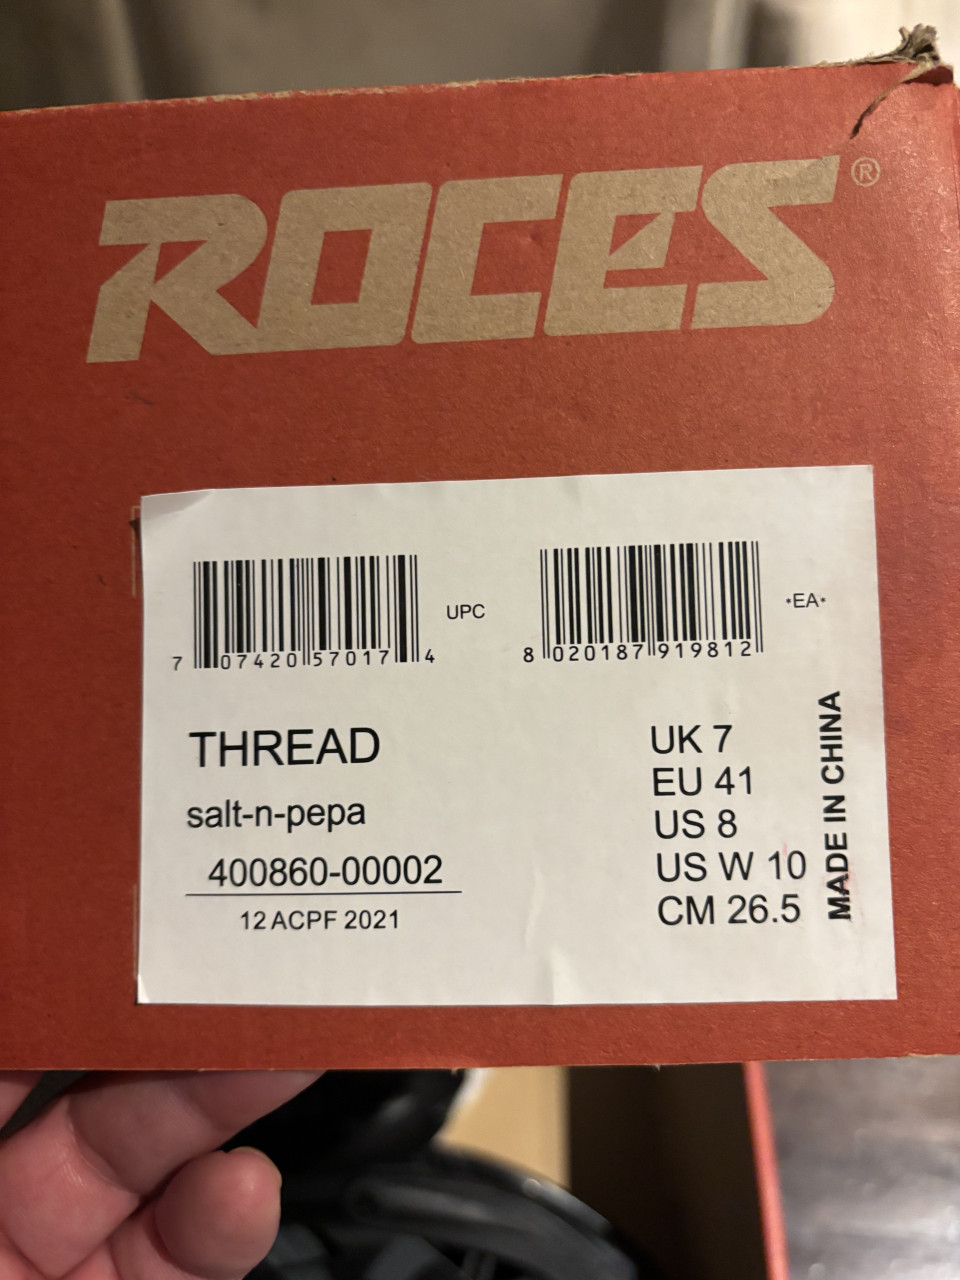 ROCES®
7 07420 57017 4
UPC
8 020187 919812
•EA•
THREAD
salt-n-pepa
400860-00002
12 ACPF 2021
UK 7
EU 41
US 8
US W 10
CM 26.5
MADE IN CHINA